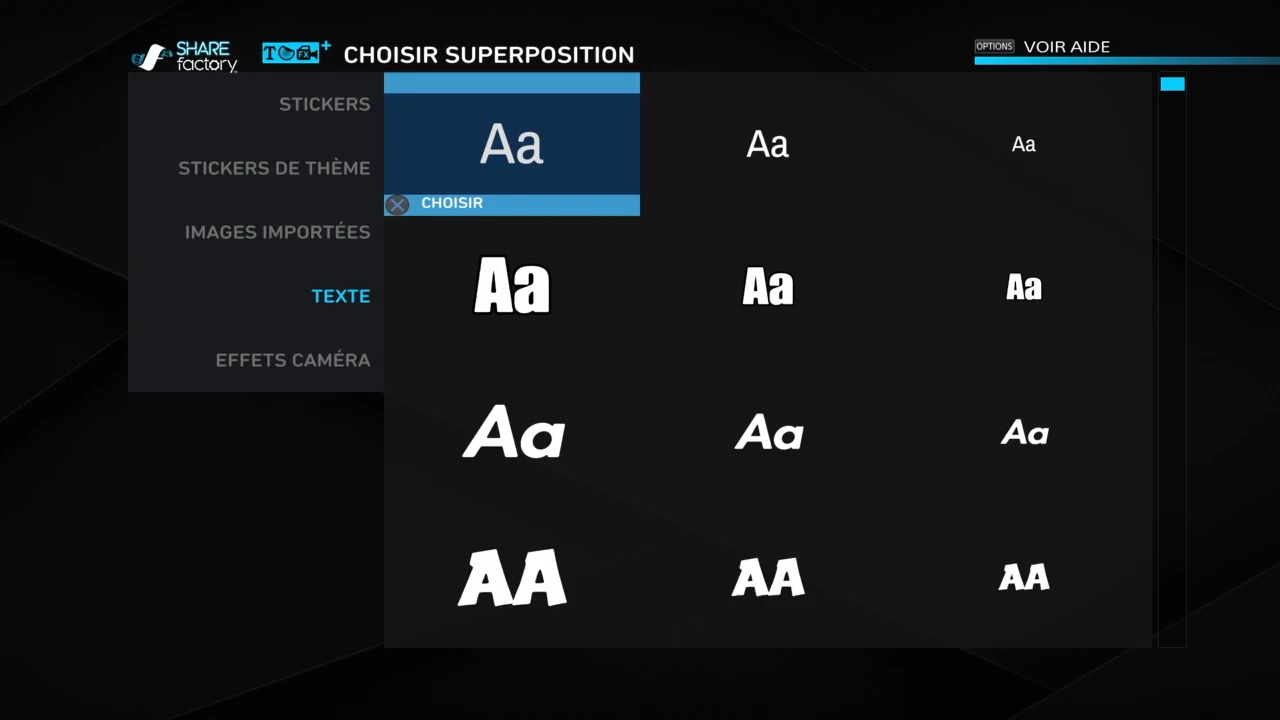 SHARE
factory™
CHOISIR SUPERPOSITION
OPTIONS VOIR AIDE
STICKERS
STICKERS DE THÈME
IMAGES IMPORTÉES
TEXTE
EFFETS CAMÉRA
Aa Aa Aa
CHOISIR
Aa Aa Aa
Aa Aa Aa
AA AA AA